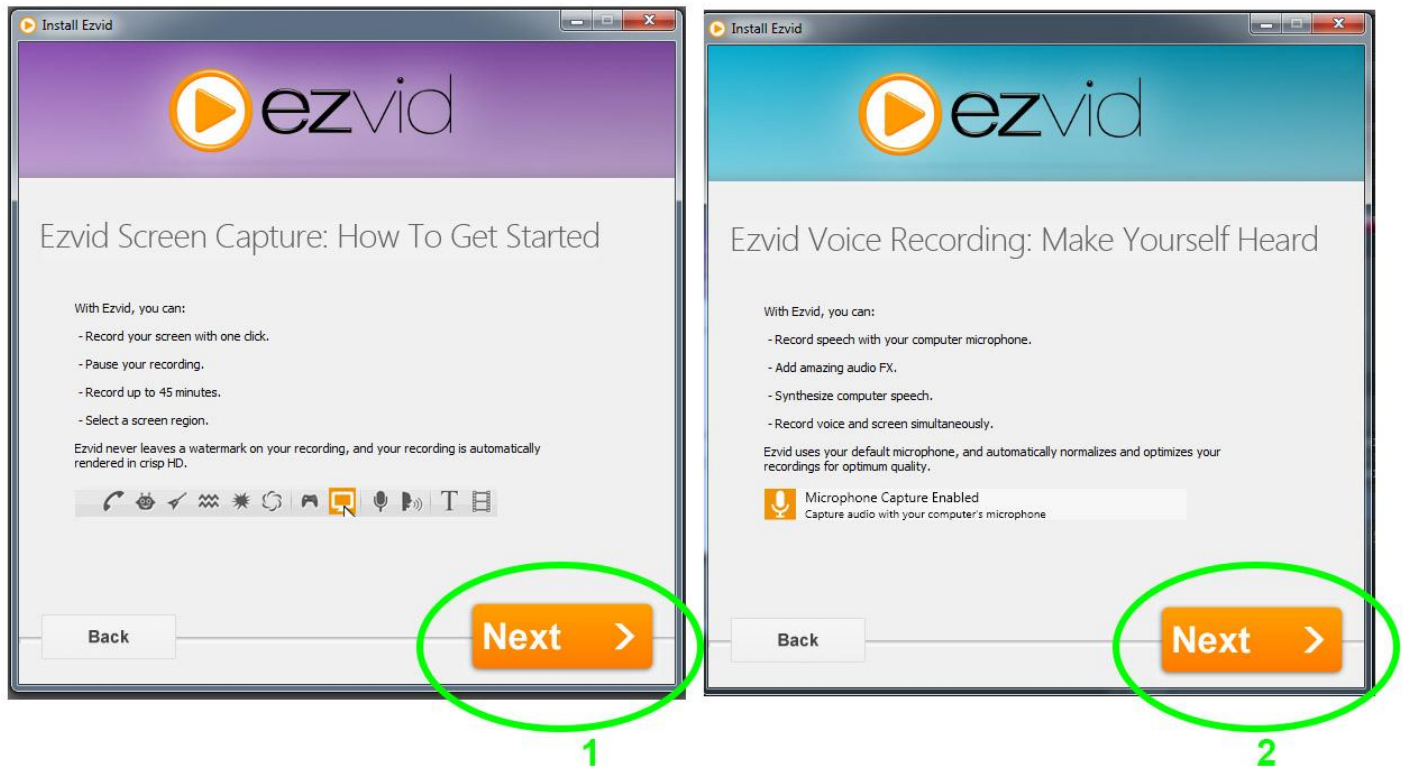 Install Ezvid
ezvid
Ezvid Screen Capture: How To Get Started
With Ezvid, you can:
- Record your screen with one click.
- Pause your recording.
- Record up to 45 minutes.
- Select a screen region.
Ezvid never leaves a watermark on your recording, and your recording is automatically
rendered in crisp HD.
T
Back
Next >
1
Install Ezvid
ezvid
Ezvid Voice Recording: Make Yourself Heard
With Ezvid, you can:
- Record speech with your computer microphone.
- Add amazing audio FX.
- Synthesize computer speech.
- Record voice and screen simultaneously.
Ezvid uses your default microphone, and automatically normalizes and optimizes your
recordings for optimum quality.
Microphone Capture Enabled
Capture audio with your computer's microphone
Back
Next >
2